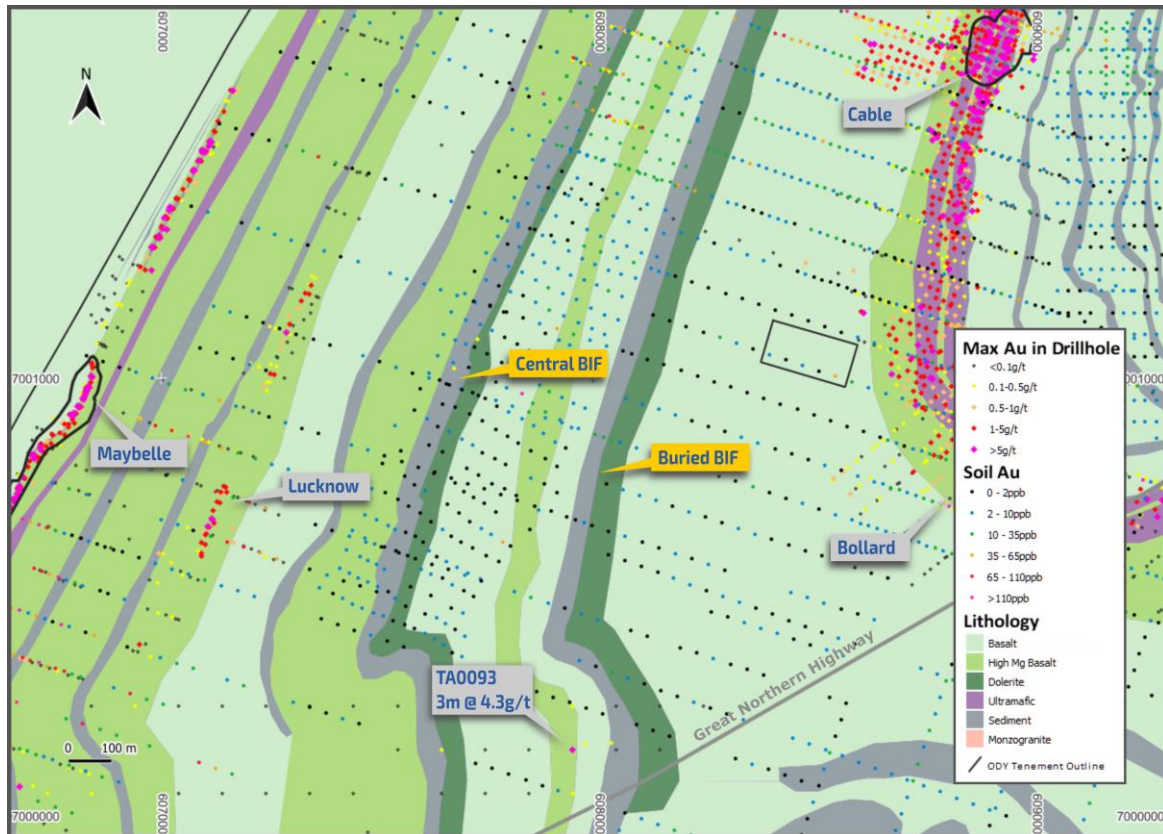 607000
608000
609000
N
Cable
7001000
7001000
Central BIF
Maybelle
Lucknow
Buried BIF
Bollard
TA0093
3m @ 4.3g/t
Great Northern Highway
0 100 m
Max Au in Drillhole
<0.1g/t
0.1-0.5g/t
0.5-1g/t
1-5g/t
>5g/t
Soil Au
0 - 2ppb
2 - 10ppb
10 - 35ppb
35 - 65ppb
65 - 110ppb
>110ppb
Lithology
Basalt
High Mg Basalt
Dolerite
Ultramafic
Sediment
Monzogranite
ODY Tenement Outline
7000000
607000
608000
609000
7000000